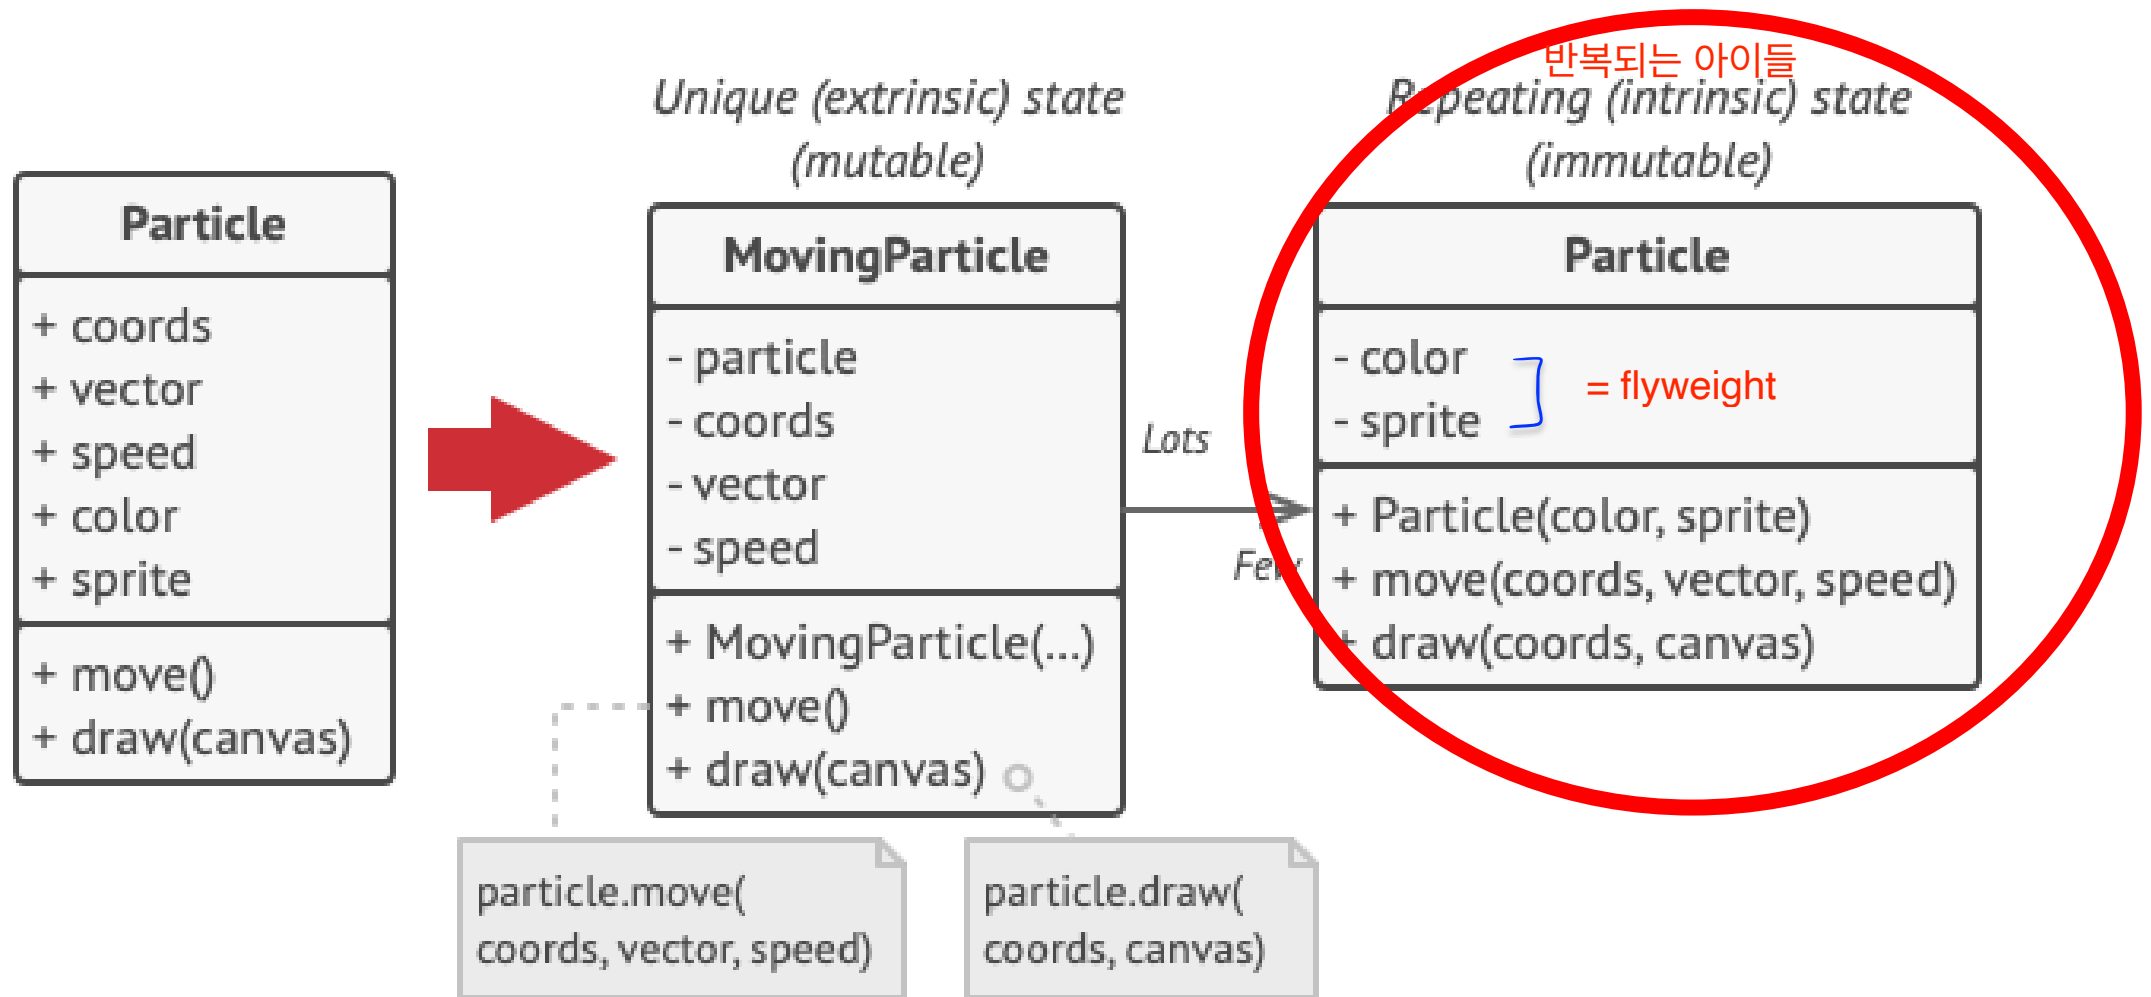 Particle
+ coords
+ vector
+ speed
+ color
+ sprite
+ move()
+ draw(canvas)
Unique (extrinsic) state
(mutable)
MovingParticle
- particle
- coords
- vector
- speed
+ MovingParticle(...)
+ move()
+ draw(canvas)
particle.move(
coords, vector, speed)
particle.draw(
coords, canvas)
Lots
Few
반복되는 아이들
Repeating (intrinsic) state
(immutable)
Particle
- color
- sprite
= flyweight
+ Particle(color, sprite)
+ move(coords, vector, speed)
+ draw(coords, canvas)